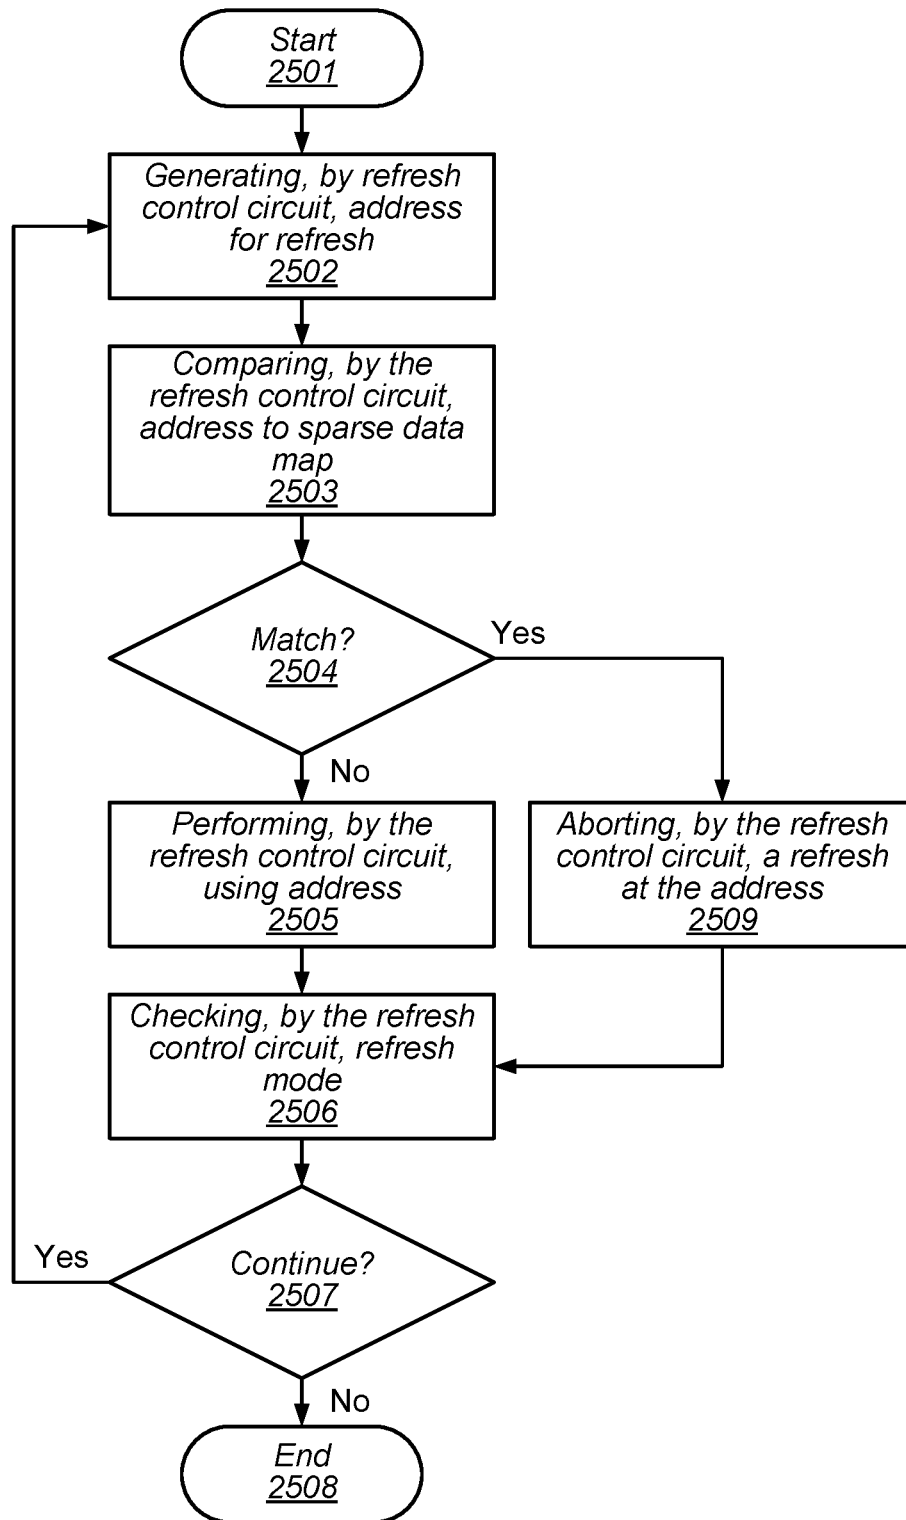 Start
2501
Generating, by refresh
control circuit, address
for refresh
2502
Comparing, by the
refresh control circuit,
address to sparse data
map
2503
Match?
2504
Yes
No
Performing, by the
refresh control circuit,
using address
2505
Aborting, by the refresh
control circuit, a refresh
at the address
2509
Checking, by the refresh
control circuit, refresh
mode
2506
Continue?
2507
Yes
No
End
2508